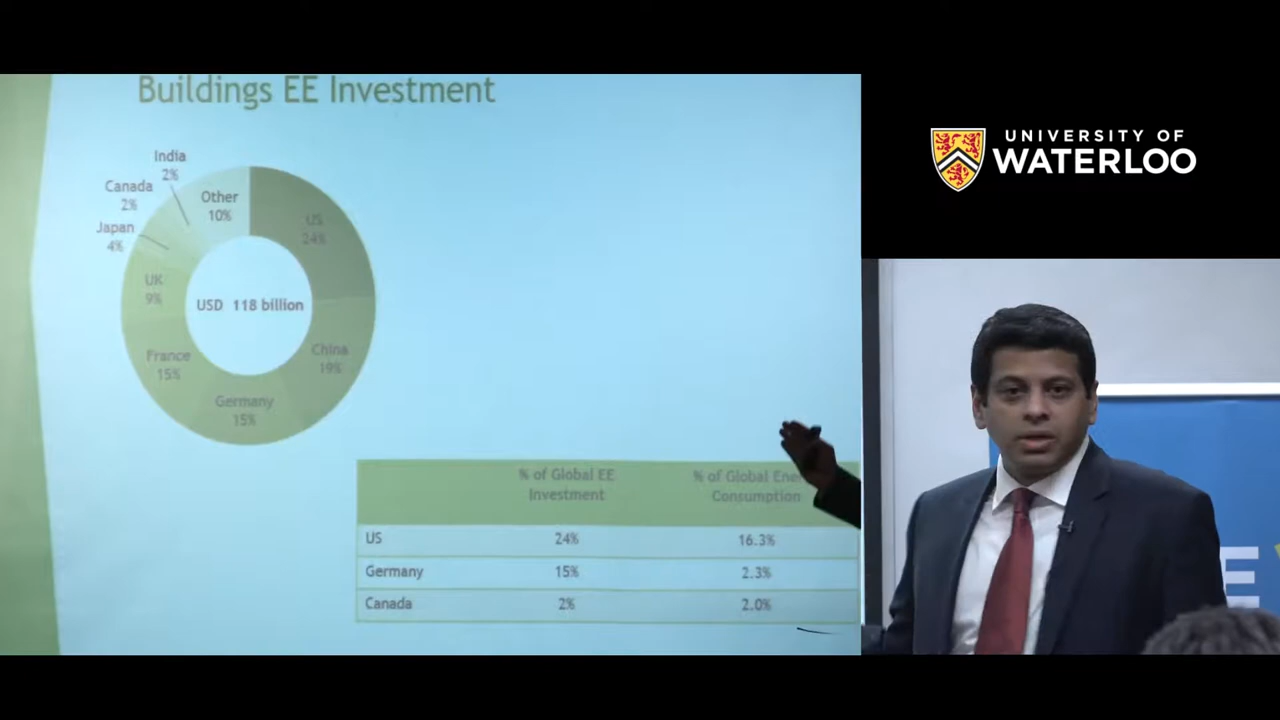 Buildings EE Investment
India
2%
Canada
2%
Other
10%
Japan
4%
US
24%
UK
9%
USD 118 billion
China
19%
France
15%
Germany
15%
% of Global EE
Investment
% of Global
Consumption
US 24% 16.3%
Germany 15% 2.3%
Canada 2% 2.0%
UNIVERSITY OF
WATERLOO
E